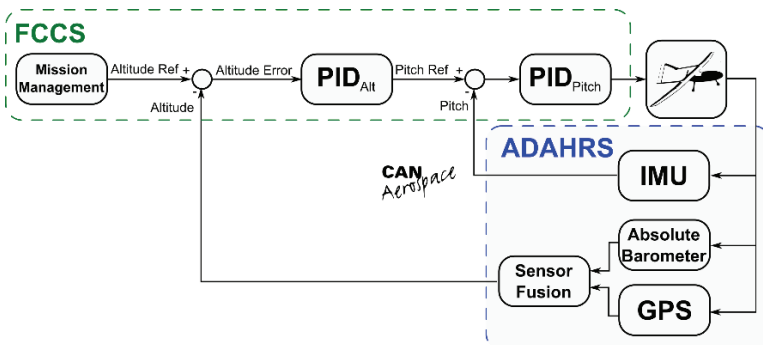 FCCS
Mission
Management
Altitude Ref +
-
Altitude Error
Altitude
PID Alt
Pitch Ref +
-
Pitch
PID Pitch
ADAHRS
CAN
Aerospace
IMU
Absolute
Barometer
Sensor
Fusion
GPS